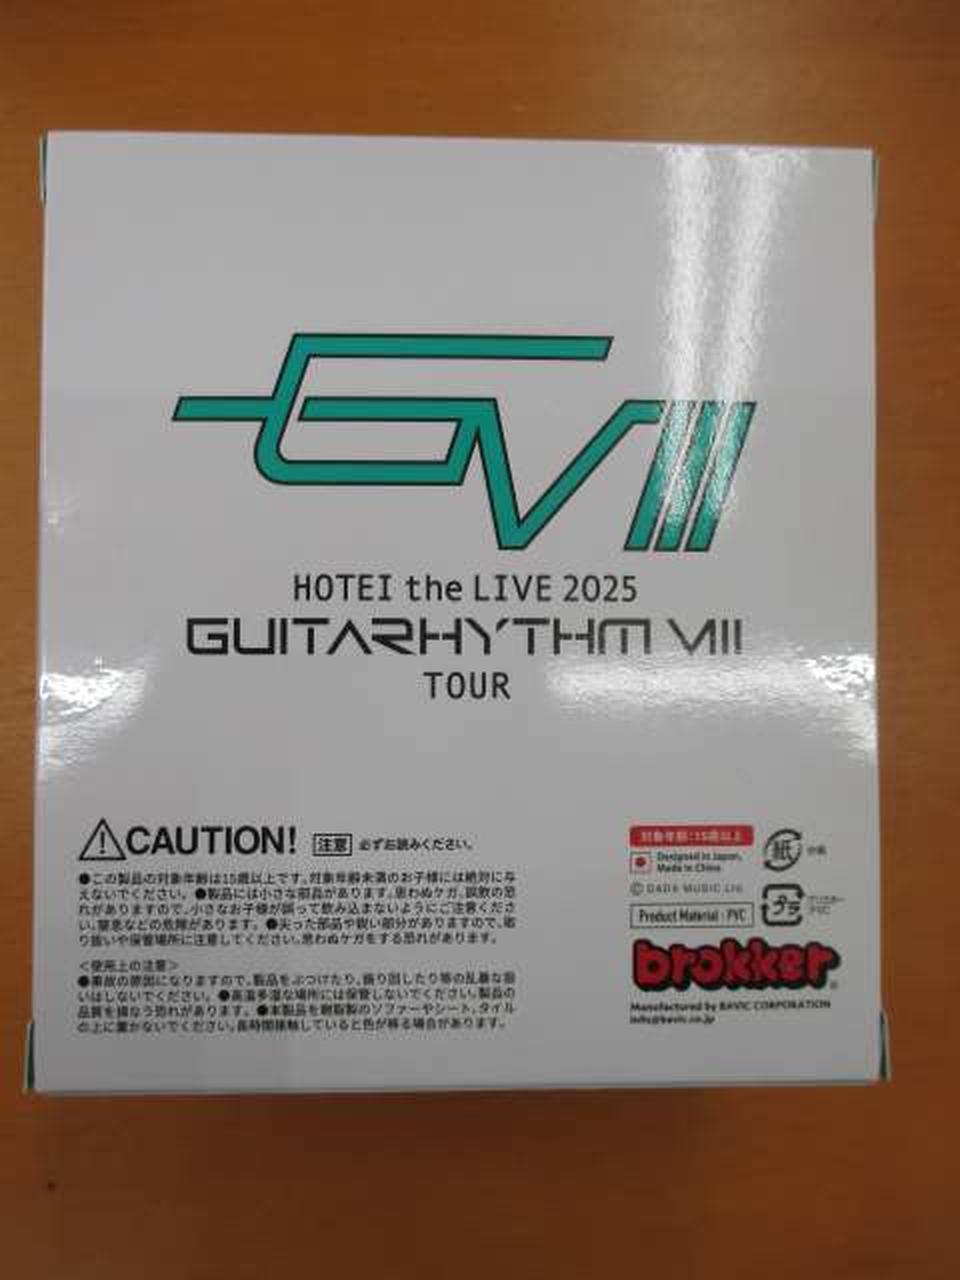 GVIII
HOTEI the LIVE 2025
GUITARHYTHM VIII
TOUR
CAUTION! 注意 必ずお読みください。
●この製品の対象年齢は15歳以上です。対象年齢未満のお子様には絶対に与
えないでください。●製品には小さな部品があります。思わぬケガ、誤飲の恐
れがありますので、小さなお子様が誤って飲み込まないようにご注意くださ
い。窒息などの危険があります。●尖った部品や鋭い部分がありますので、取
り扱いや保管場所に注意してください。思わぬケガをする恐れがあります。
<使用上の注意>
●事故の原因になりますので、製品をぶつけたり、振り回したり等の乱暴な扱
いはしないでください。●高温多湿な場所には保管しないでください。製品の
品質を損なう恐れがあります。●本製品を樹脂製のソファーやシート、タイル
の上に置かないでください。長時間接触していると色が移る場合があります。
対象年齢:15歳以上
紙
Designed in Japan,
Made in China
© DADA MUSIC Ltd.
Product Material : PVC
プラ
PVC
brokker
Manufactured by BAVIC CORPORATION
info@bavic.co.jp